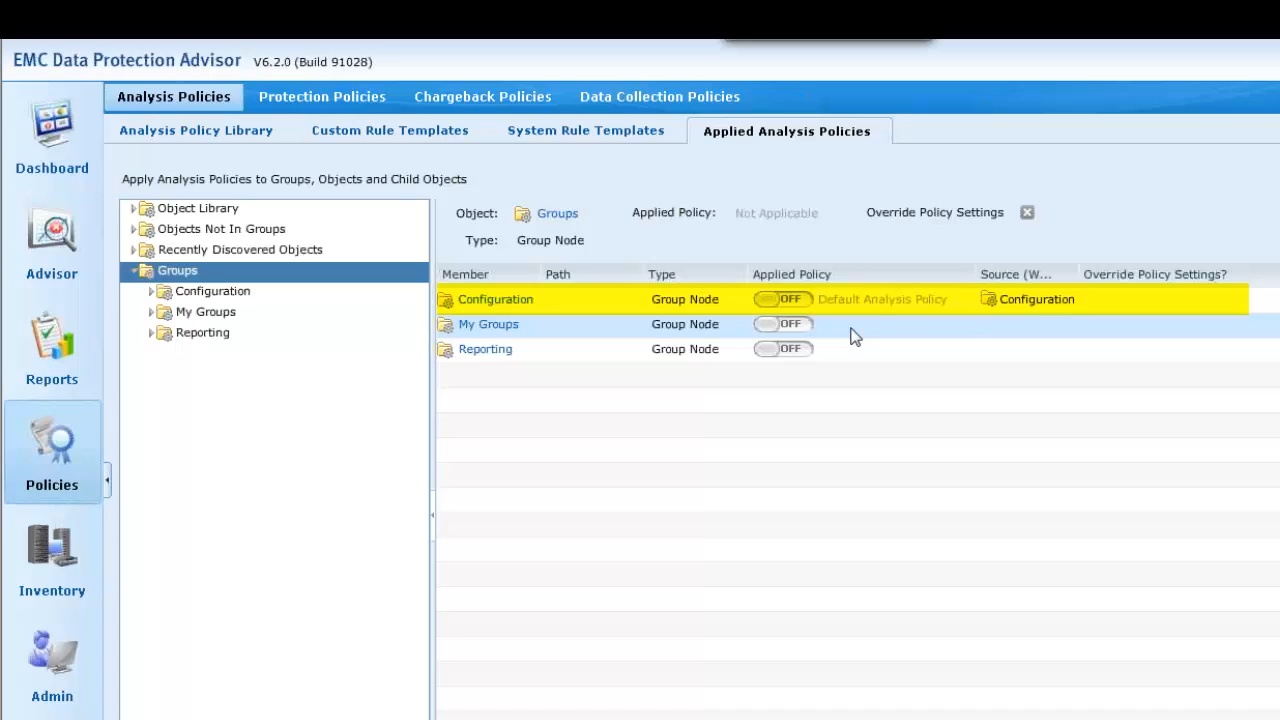 EMC Data Protection Advisor V6.2.0 (Build 91028)
Analysis Policies Protection Policies Chargeback Policies Data Collection Policies
Analysis Policy Library Custom Rule Templates System Rule Templates Applied Analysis Policies
Dashboard
Advisor
Reports
Policies
Inventory
Admin
Apply Analysis Policies to Groups, Objects and Child Objects
Object Library
Objects Not In Groups
Recently Discovered Objects
Groups
Configuration
My Groups
Reporting
Object: Groups Applied Policy: Not Applicable Override Policy Settings
Type: Group Node
Member Path Type Applied Policy Source (W... Override Policy Settings?
Configuration Group Node OFF Default Analysis Policy Configuration
My Groups Group Node OFF
Reporting Group Node OFF